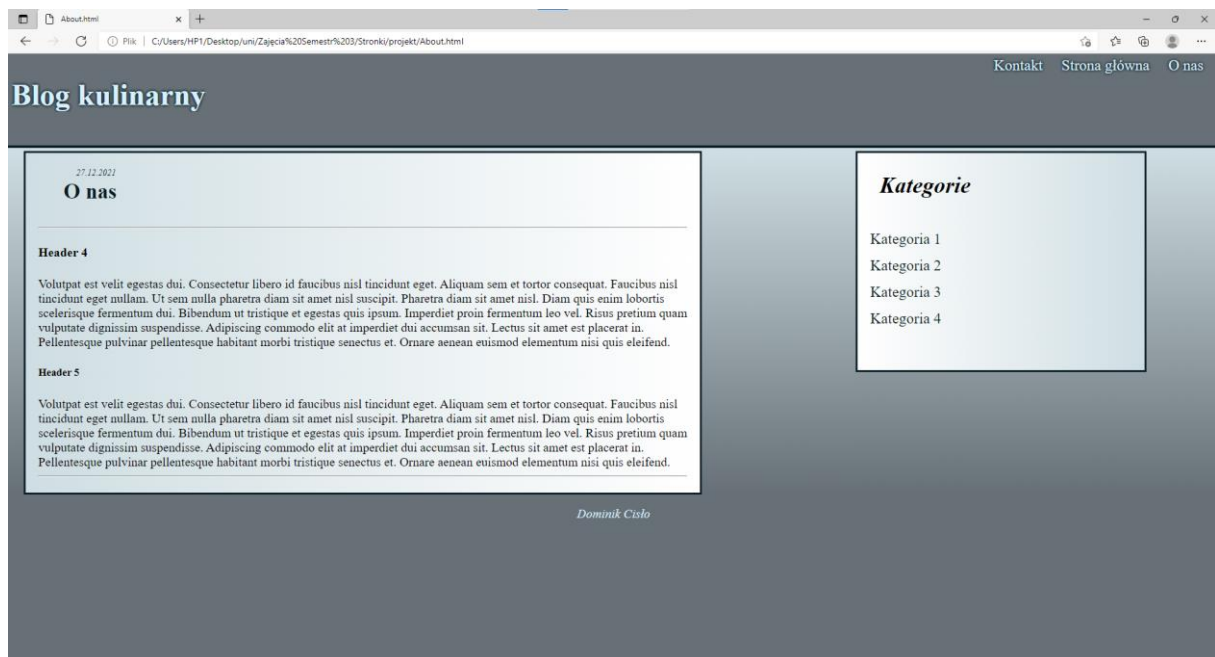 About.html
Plik
C:/Users/HP1/Desktop/uni/Zajęcia%20Semestr%203/Stronki/projekt/About.html
Kontakt Strona główna O nas
Blog kulinarny
27.12.2021
O nas
Header 4
Volutpat est velit egestas dui. Consectetur libero id faucibus nisl tincidunt eget. Aliquam sem et tortor consequat. Faucibus nisl
tincidunt eget nullam. Ut sem nulla pharetra diam sit amet nisl suscipit. Pharetra diam sit amet nisl. Diam quis enim lobortis
scelerisque fermentum dui. Bibendum ut tristique et egestas quis ipsum. Imperdiet proin fermentum leo vel. Risus pretium quam
vulputate dignissim suspendisse. Adipiscing commodo elit at imperdiet dui accumsan sit. Lectus sit amet est placerat in.
Pellentesque pulvinar pellentesque habitant morbi tristique senectus et. Ornare aenean euismod elementum nisi quis eleifend.
Header 5
Volutpat est velit egestas dui. Consectetur libero id faucibus nisl tincidunt eget. Aliquam sem et tortor consequat. Faucibus nisl
tincidunt eget nullam. Ut sem nulla pharetra diam sit amet nisl suscipit. Pharetra diam sit amet nisl. Diam quis enim lobortis
scelerisque fermentum dui. Bibendum ut tristique et egestas quis ipsum. Imperdiet proin fermentum leo vel. Risus pretium quam
vulputate dignissim suspendisse. Adipiscing commodo elit at imperdiet dui accumsan sit. Lectus sit amet est placerat in.
Pellentesque pulvinar pellentesque habitant morbi tristique senectus et. Ornare aenean euismod elementum nisi quis eleifend.
Kategorie
Kategoria 1
Kategoria 2
Kategoria 3
Kategoria 4
Dominik Cisło